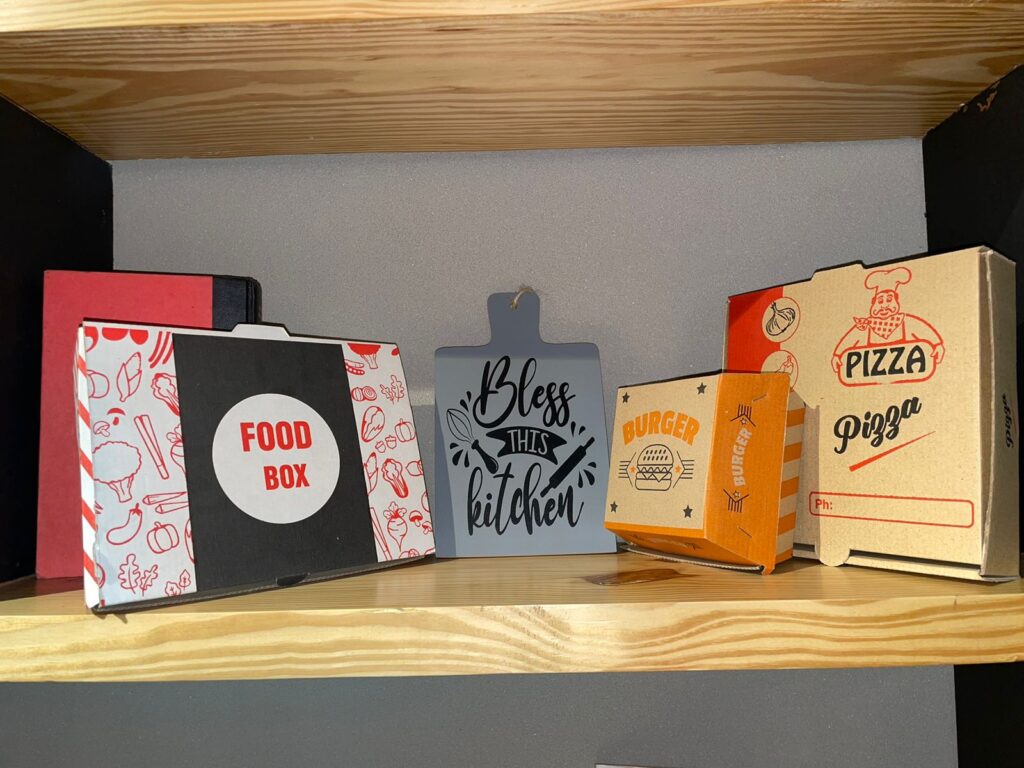 FOOD
BOX
Bless
THIS
kitchen
BURGER
BURGER
PIZZA
Pizza
Ph: